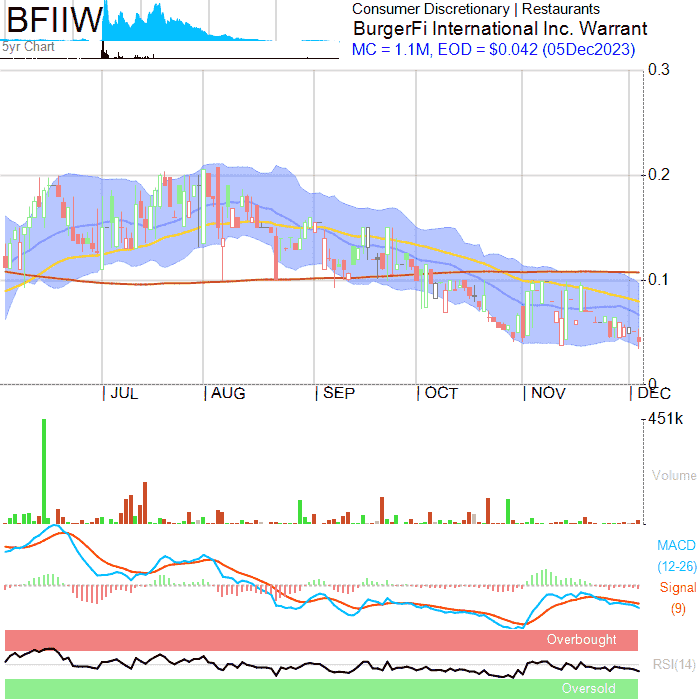 BFIIW
5yr Chart
Consumer Discretionary | Restaurants
BurgerFi International Inc. Warrant
MC = 1.1M, EOD = $0.042 (05Dec2023)
0.3
0.2
0.1
0
JUL AUG SEP OCT NOV DEC
451k
Volume
MACD
(12-26)
Signal
(9)
Overbought
RSI(14)
Oversold